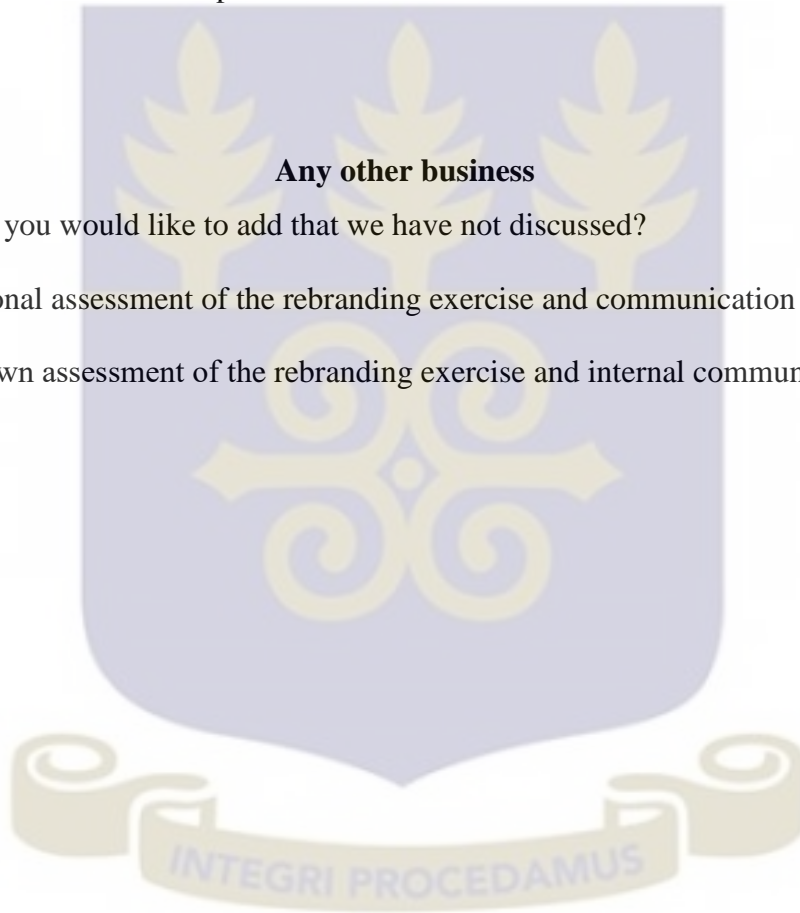 Any other business
you would like to add that we have not discussed?
onal assessment of the rebranding exercise and communication
wn assessment of the rebranding exercise and internal commun
INTEGRI PROCEDAMUS